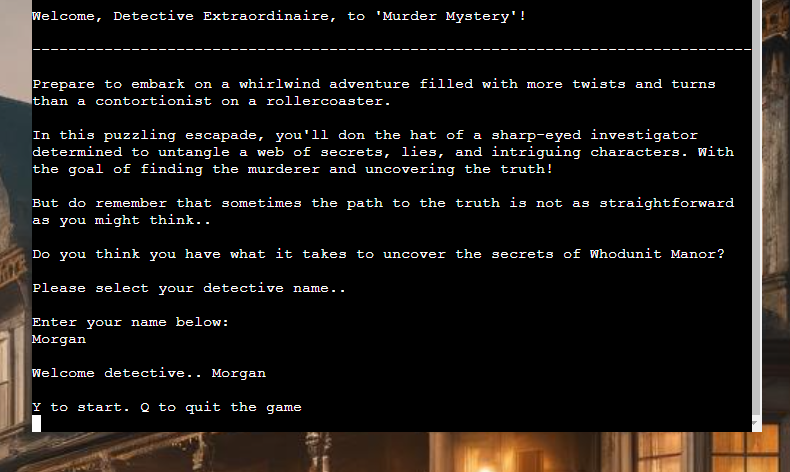 Welcome, Detective Extraordinaire, to 'Murder Mystery'!
--------------------------------------------------------------------------------
Prepare to embark on a whirlwind adventure filled with more twists and turns
than a contortionist on a rollercoaster.
In this puzzling escapade, you'll don the hat of a sharp-eyed investigator
determined to untangle a web of secrets, lies, and intriguing characters. With
the goal of finding the murderer and uncovering the truth!
But do remember that sometimes the path to the truth is not as straightforward
as you might think..
Do you think you have what it takes to uncover the secrets of Whodunit Manor?
Please select your detective name..
Enter your name below:
Morgan
Welcome detective.. Morgan
Y to start. Q to quit the game